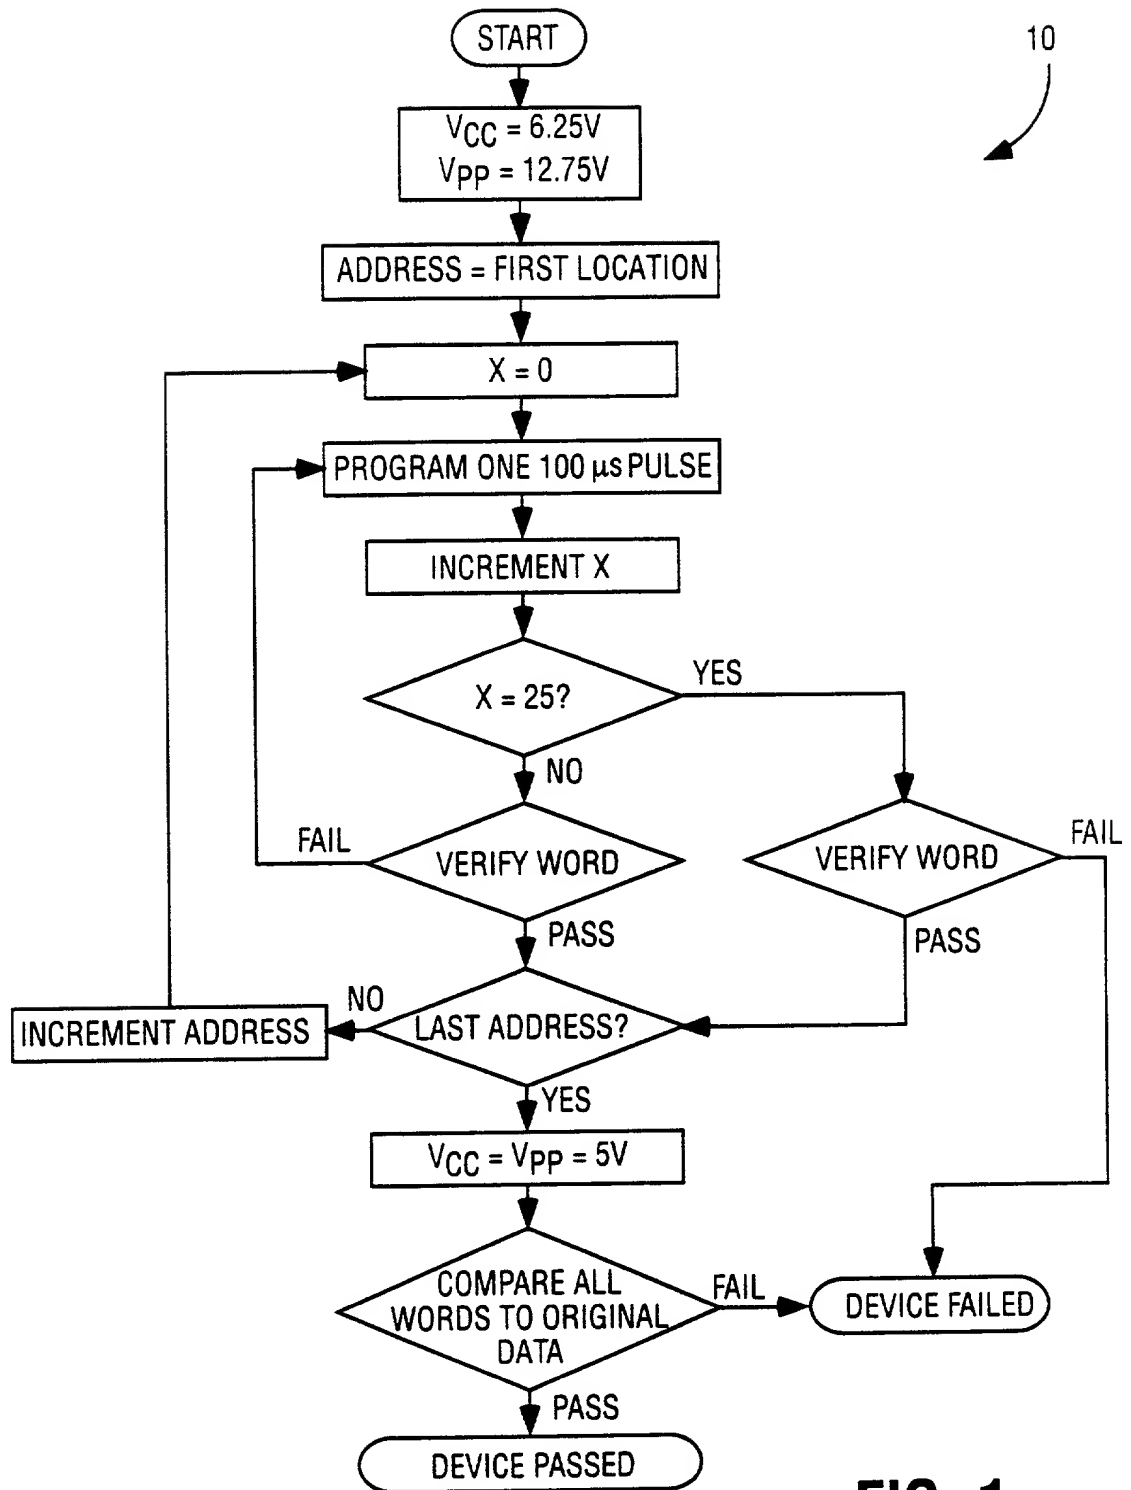 START
10
VCC = 6.25V
VPP = 12.75V
ADDRESS = FIRST LOCATION
X = 0
PROGRAM ONE 100 µs PULSE
INCREMENT X
X = 25?
YES
NO
FAIL
VERIFY WORD
VERIFY WORD
FAIL
PASS
PASS
NO
INCREMENT ADDRESS
LAST ADDRESS?
YES
VCC = VPP = 5V
COMPARE ALL
WORDS TO ORIGINAL
DATA
FAIL
DEVICE FAILED
PASS
DEVICE PASSED
FIG. 1